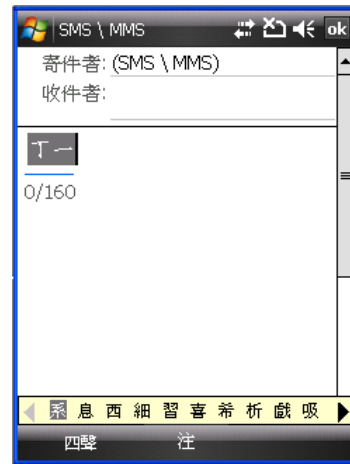 SMS \ MMS ok
寄件者: (SMS \ MMS)
收件者:
ㄒㄧ
0/160
系 息 西 細 習 喜 希 析 戲 吸
四聲 注